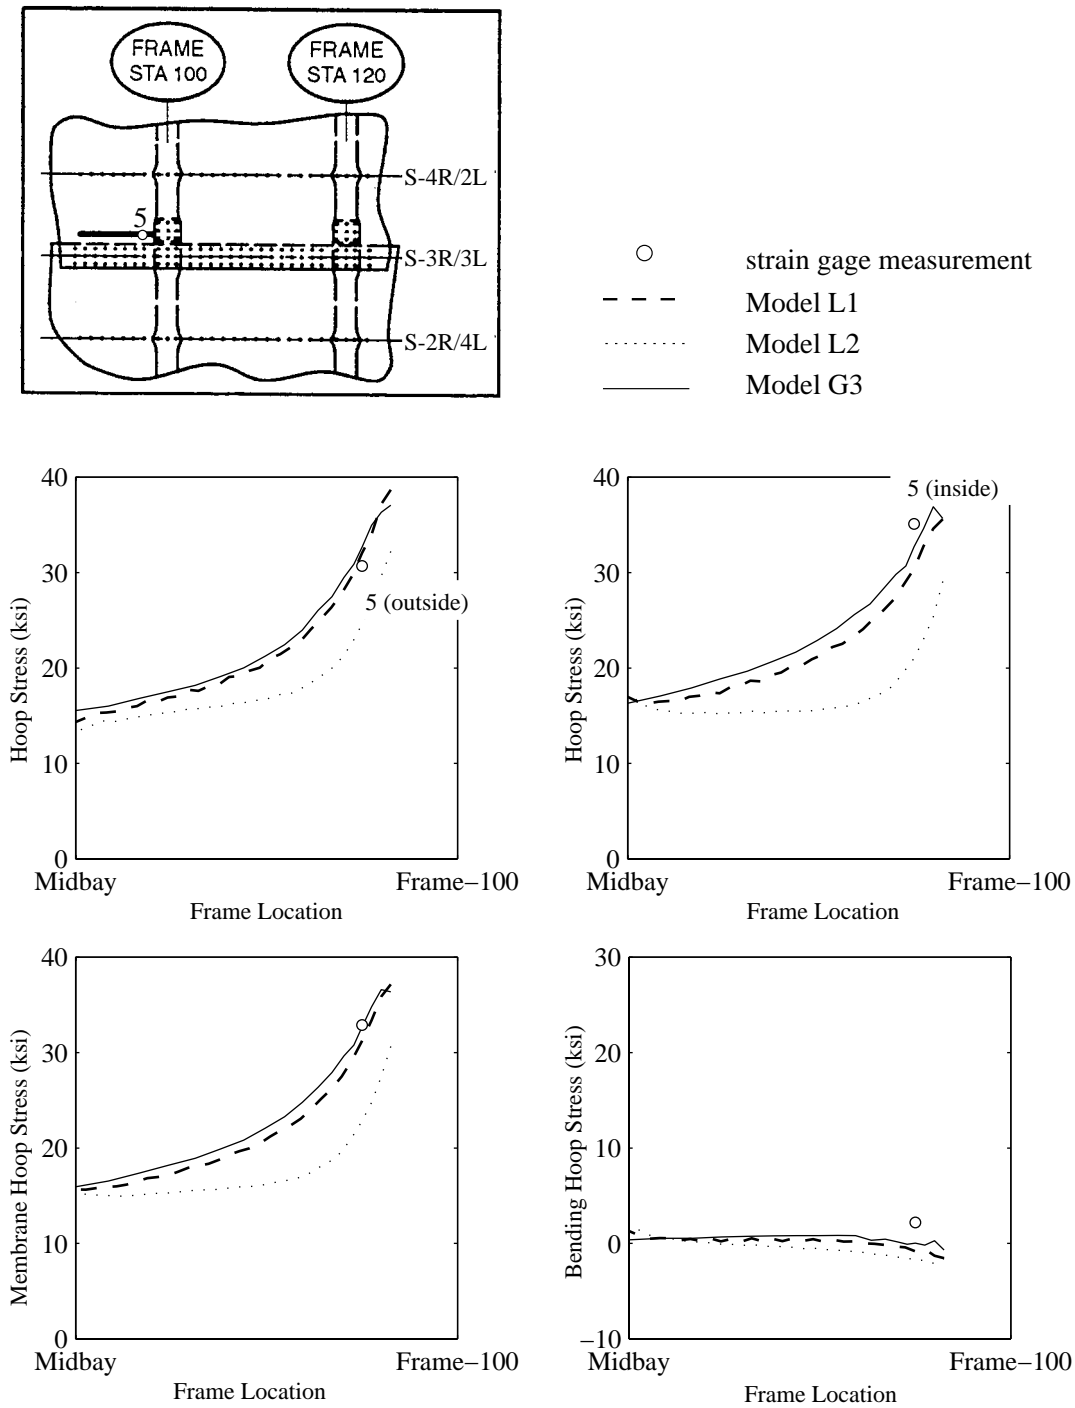 FRAME
STA 100
FRAME
STA 120
S-4R/2L
5
S-3R/3L
S-2R/4L
strain gage measurement
Model L1
Model L2
Model G3
40
30
20
10
0
Hoop Stress (ksi)
5 (outside)
Midbay
Frame–100
Frame Location
40
30
20
10
0
Hoop Stress (ksi)
5 (inside)
Midbay
Frame–100
Frame Location
40
30
20
10
0
Membrane Hoop Stress (ksi)
Midbay
Frame–100
Frame Location
30
20
10
0
–10
Bending Hoop Stress (ksi)
Midbay
Frame–100
Frame Location